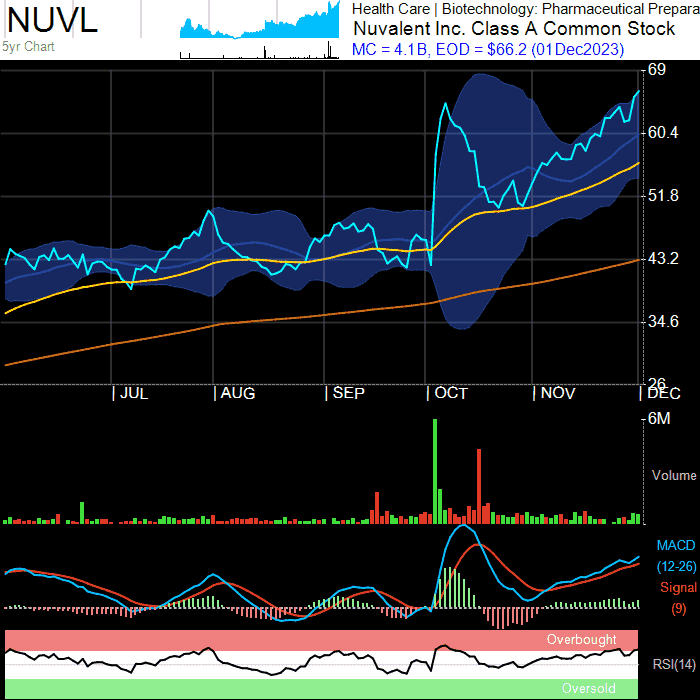 NUVL
5yr Chart
Health Care | Biotechnology: Pharmaceutical Prepara
Nuvalent Inc. Class A Common Stock
MC = 4.1B, EOD = $66.2 (01Dec2023)
69
60.4
51.8
43.2
34.6
26
JUL AUG SEP OCT NOV DEC
6M
Volume
MACD
(12-26)
Signal
(9)
Overbought
RSI(14)
Oversold